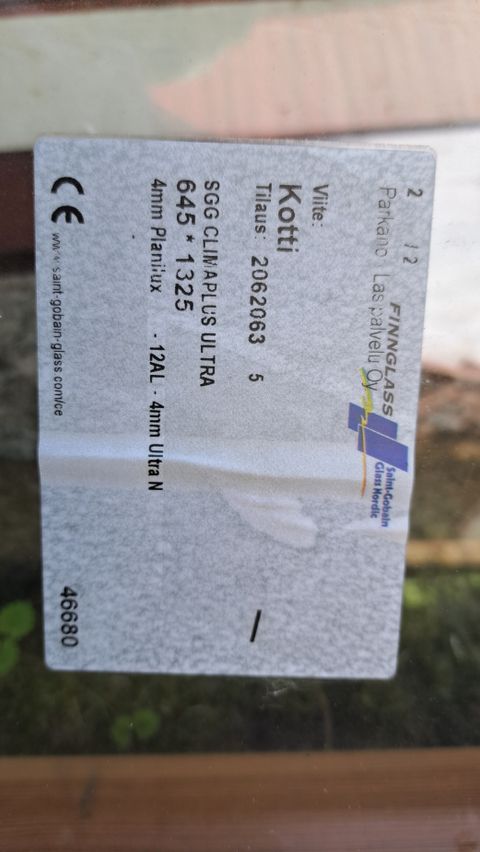 2 / 2
FINNGLASS
Parkano Lasipalvelu Oy
Saint-Gobain
Glass Nordic
Viite:
Kotti
Tilaus: 2062063 5
SGG CLIMAPLUS ULTRA
645 * 1325
4mm Planilux - 12AL - 4mm Ultra N
CE www.saint-gobain-glass.com/ce
46680